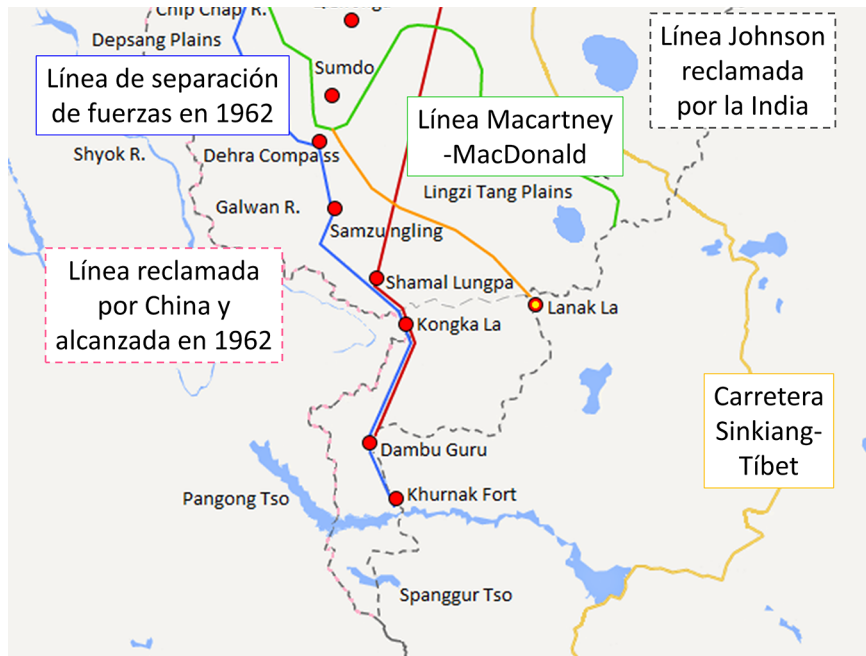 Chip Chap R.
Depsang Plains
Línea Johnson
reclamada
por la India
Sumdo
Línea de separación
de fuerzas en 1962
Línea Macartney
-MacDonald
Shyok R.
Dehra Compass
Lingzi Tang Plains
Galwan R.
Samzungling
Línea reclamada
por China y
alcanzada en 1962
Shamal Lungpa
Lanak La
Kongka La
Carretera
Sinkiang-
Tíbet
Dambu Guru
Pangong Tso
Khurnak Fort
Spanggur Tso